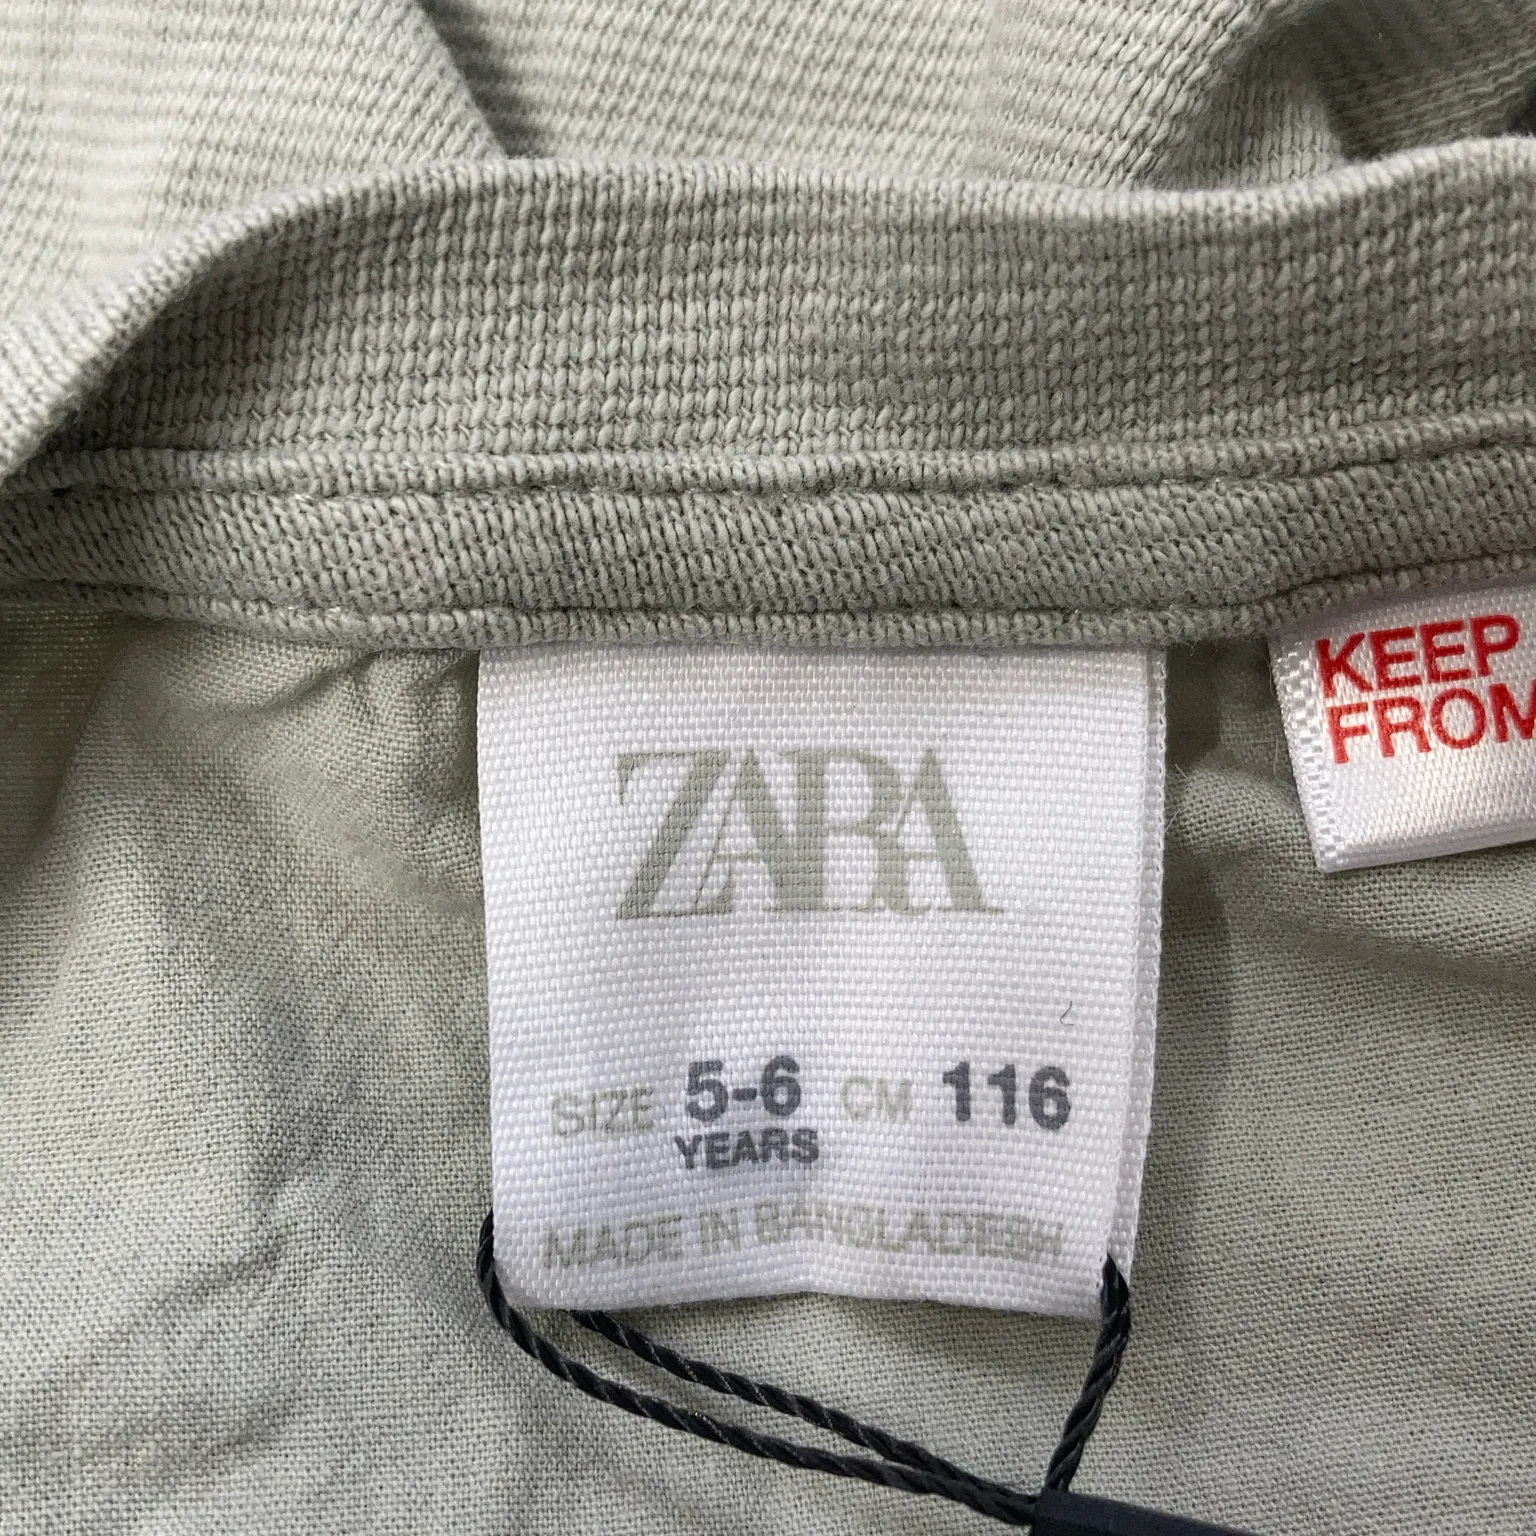 ZARA
SIZE 5-6 CM 116
YEARS
MADE IN BANGLADESH
KEEP
FROM